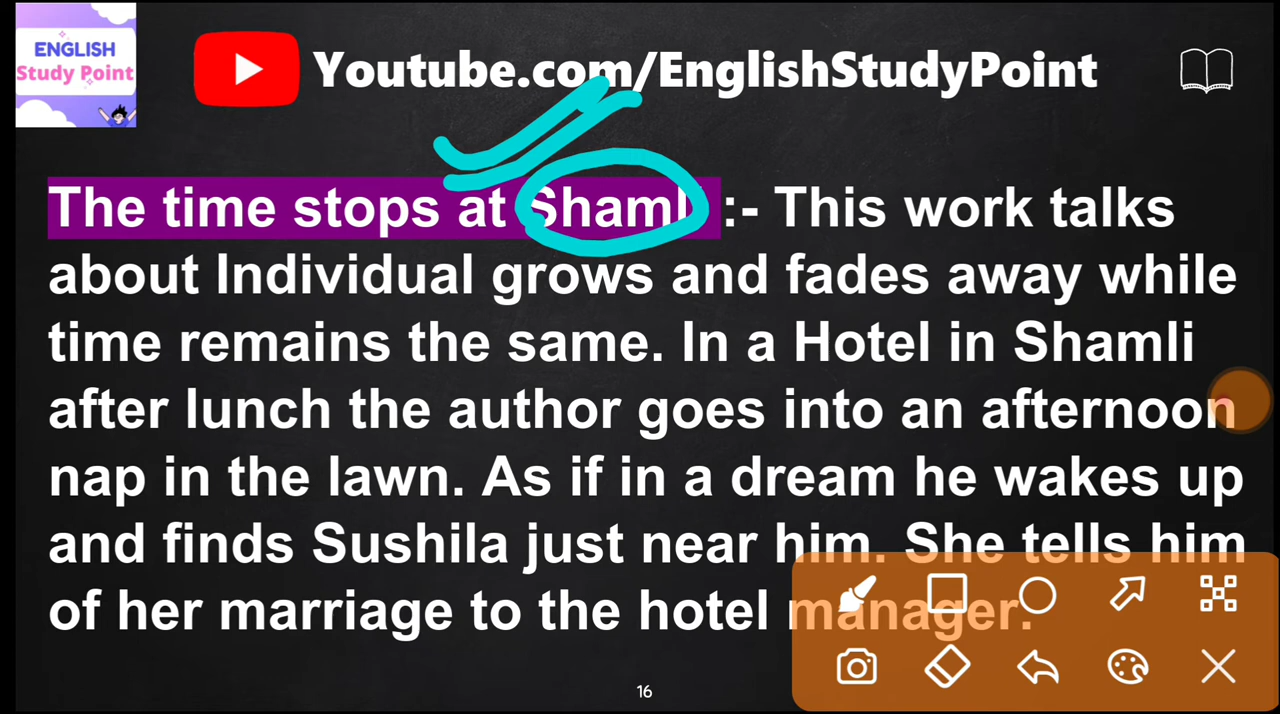 ENGLISH
Study Point
Youtube.com/EnglishStudyPoint
The time stops at Shamli :- This work talks
about Individual grows and fades away while
time remains the same. In a Hotel in Shamli
after lunch the author goes into an afternoon
nap in the lawn. As if in a dream he wakes up
and finds Sushila just near him. She tells him
of her marriage to the hotel manager.
16